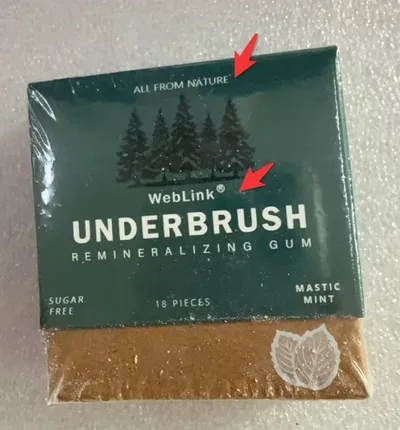 ALL FROM NATURE
WebLink®
UNDERBRUSH
REMINERALIZING GUM
SUGAR
FREE
18 PIECES
MASTIC
MINT